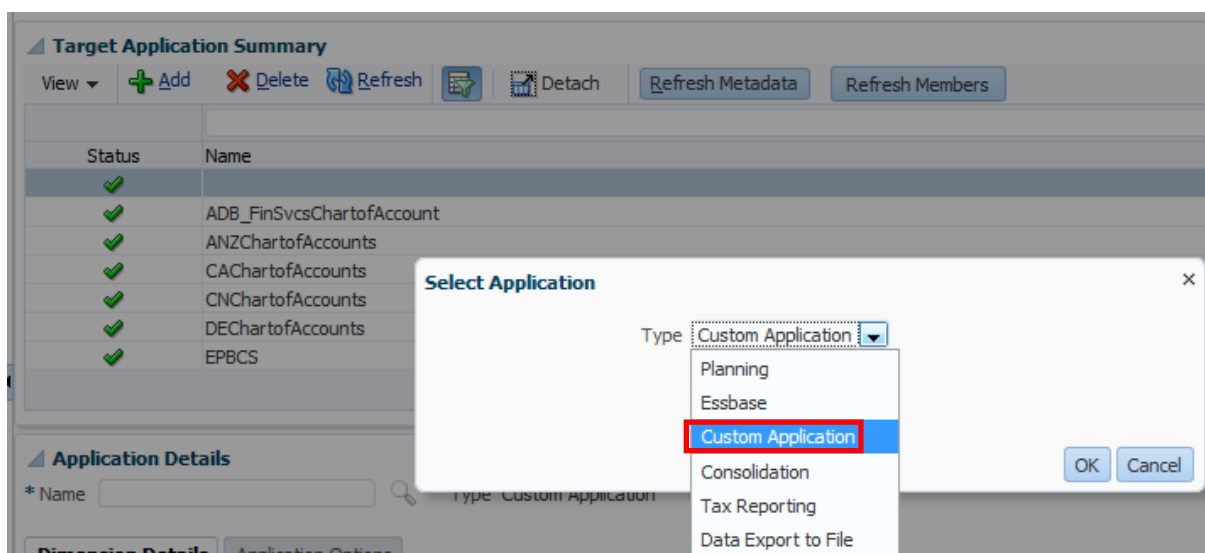 Target Application Summary
View Add Delete Refresh Detach Refresh Metadata Refresh Members
Status Name
ADB_FinSvcsChartofAccount
ANZChartofAccounts
CAChartofAccounts
CNChartofAccounts
DEChartofAccounts
EPBCS
Select Application
Type Custom Application
Planning
Essbase
Custom Application
Consolidation
Tax Reporting
Data Export to File
OK Cancel
Application Details
* Name Type Custom Application
Dimension Details Application Options